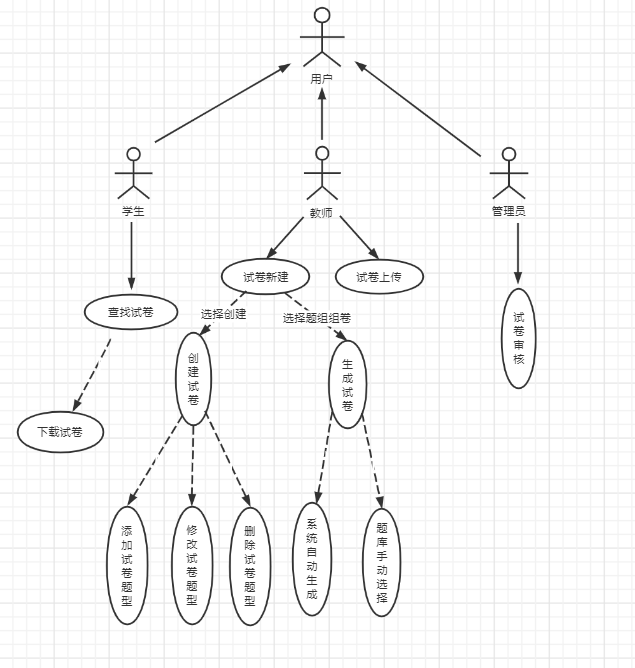 用户
学生
教师
管理员
试卷新建
试卷上传
查找试卷
选择创建
选择题组组卷
试卷审核
创建试卷
生成试卷
下载试卷
添加试卷题型
修改试卷题型
删除试卷题型
系统自动生成
题库手动选择